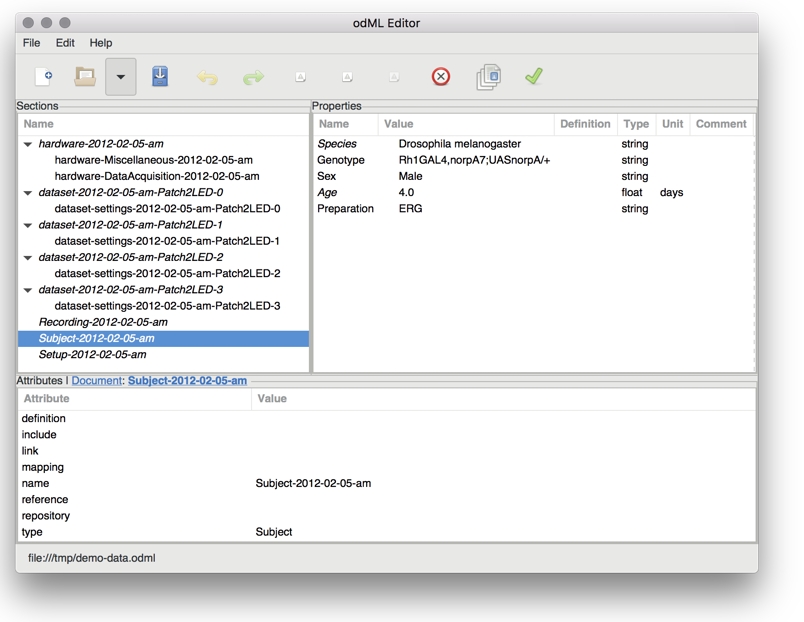 odML Editor
File Edit Help
Sections
Name
hardware-2012-02-05-am
hardware-Miscellaneous-2012-02-05-am
hardware-DataAcquisition-2012-02-05-am
dataset-2012-02-05-am-Patch2LED-0
dataset-settings-2012-02-05-am-Patch2LED-0
dataset-2012-02-05-am-Patch2LED-1
dataset-settings-2012-02-05-am-Patch2LED-1
dataset-2012-02-05-am-Patch2LED-2
dataset-settings-2012-02-05-am-Patch2LED-2
dataset-2012-02-05-am-Patch2LED-3
dataset-settings-2012-02-05-am-Patch2LED-3
Recording-2012-02-05-am
Subject-2012-02-05-am
Setup-2012-02-05-am
Properties
Name Value Definition Type Unit Comment
Species Drosophila melanogaster string
Genotype Rh1GAL4,norpA7;UASnorpA/+ string
Sex Male string
Age 4.0 float days
Preparation ERG string
Attributes | Document: Subject-2012-02-05-am
Attribute Value
definition
include
link
mapping
name Subject-2012-02-05-am
reference
repository
type Subject
file:///tmp/demo-data.odml